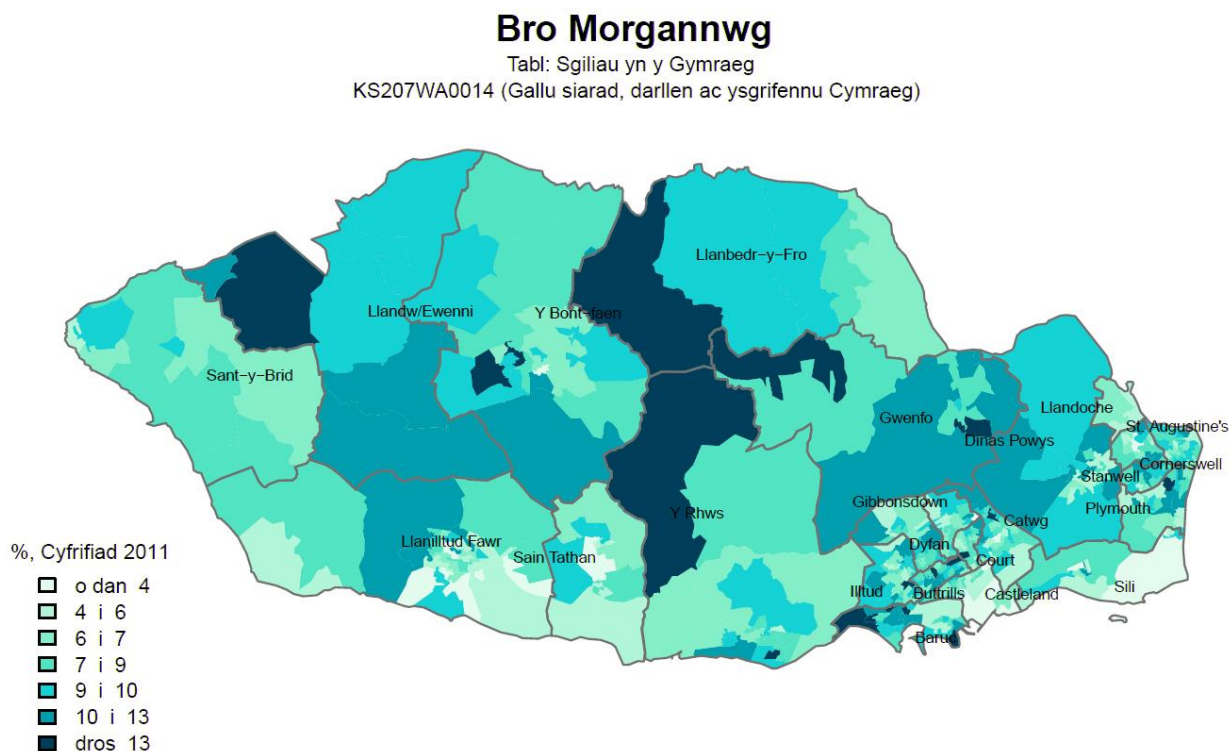 Bro Morgannwg
Tabl: Sgiliau yn y Gymraeg
KS207WA0014 (Gallu siarad, darllen ac ysgrifennu Cymraeg)
Llanbedr-y-Fro
Llandw/Ewenni
Y Bont-faen
Sant-y-Brid
Gwenfo
Llandoche
St. Augustine's
Dinas Powys
Cornerswell
Stanwell
Gibbonsdown
Plymouth
Y Rhws
Catwg
Llanilltud Fawr
Dyfan
Sain Tathan
Court
Illtud
Buttrills
Castleland
Sili
Baruc
%, Cyfrifiad 2011
o dan 4
4 i 6
6 i 7
7 i 9
9 i 10
10 i 13
dros 13